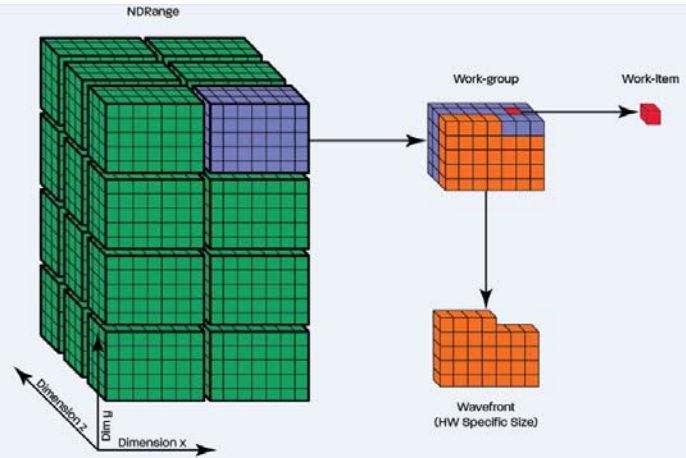 NDRange
Work-group
Work-Item
Dimension z
Dim y
Dimension x
Wavefront
(HW Specific Size)